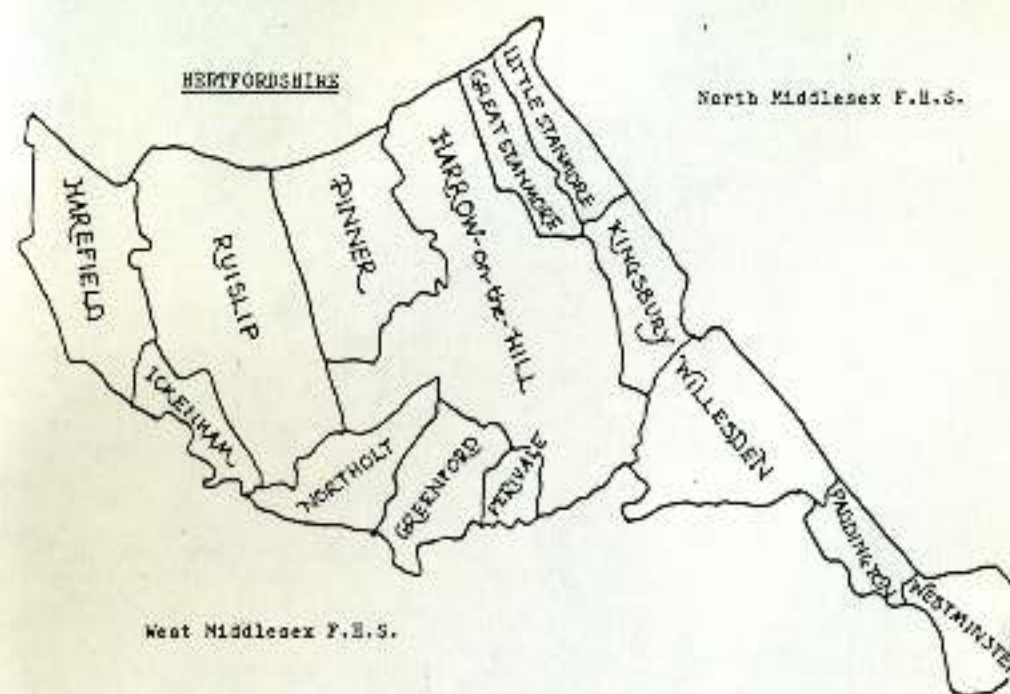 HERTFORDSHIRE
North Middlesex F.H.S.
LITTLE STANMORE
GREAT STANMORE
HARROW-on-the-HILL
PINNER
HAREFIELD
RUISLIP
KINGSBURY
ICKENHAM
WILLESDEN
NORTHOLT
GREENFORD
PERIVALE
PADDINGTON
WESTMINSTER
West Middlesex F.H.S.